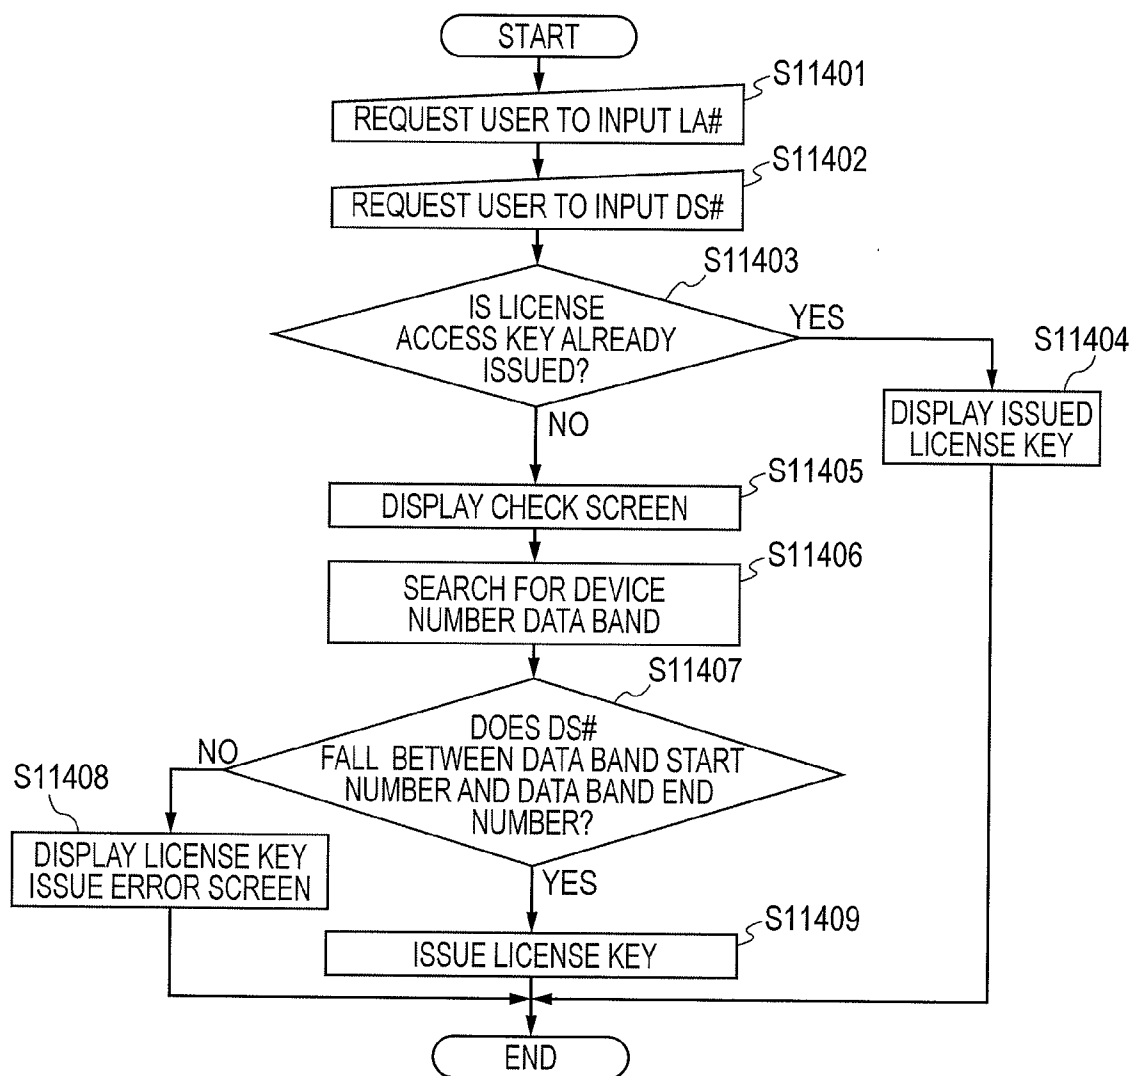 START
S11401
REQUEST USER TO INPUT LA#
S11402
REQUEST USER TO INPUT DS#
S11403
IS LICENSE
ACCESS KEY ALREADY
ISSUED?
YES
S11404
DISPLAY ISSUED
LICENSE KEY
NO
S11405
DISPLAY CHECK SCREEN
S11406
SEARCH FOR DEVICE
NUMBER DATA BAND
S11407
DOES DS#
FALL BETWEEN DATA BAND START
NUMBER AND DATA BAND END
NUMBER?
NO
S11408
DISPLAY LICENSE KEY
ISSUE ERROR SCREEN
YES
S11409
ISSUE LICENSE KEY
END